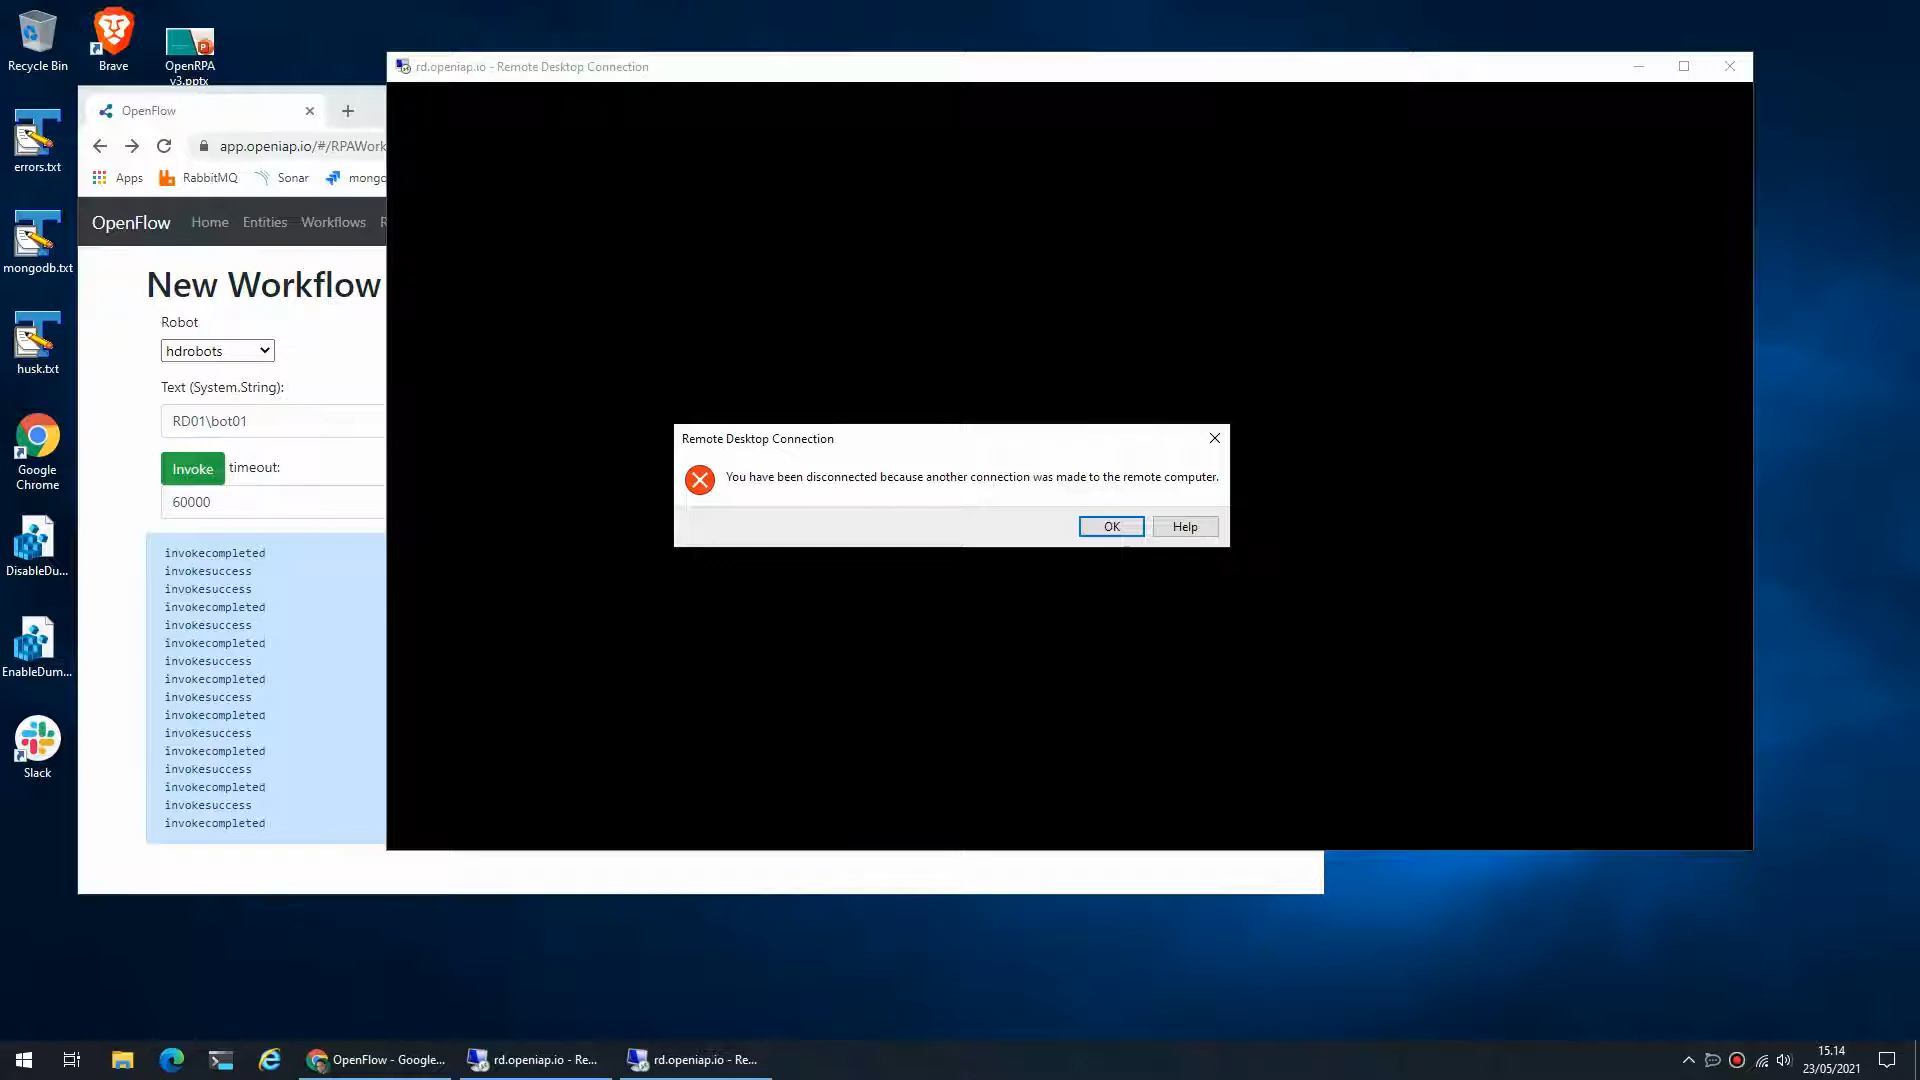 Recycle Bin
Brave
OpenRPA
v3.pptx
errors.txt
mongodb.txt
husk.txt
Google
Chrome
DisableDu...
EnableDum...
Slack
OpenFlow
app.openiap.io/#/RPAWork
Apps
RabbitMQ
Sonar
mongo
OpenFlow
Home
Entities
Workflows
R
New Workflow
Robot
hdrobots
Text (System.String):
RD01\bot01
Invoke
timeout:
60000
invokecompleted
invokesuccess
invokesuccess
invokecompleted
invokesuccess
invokecompleted
invokesuccess
invokecompleted
invokesuccess
invokecompleted
invokesuccess
invokecompleted
invokesuccess
invokecompleted
invokesuccess
invokecompleted
rd.openiap.io - Remote Desktop Connection
Remote Desktop Connection
You have been disconnected because another connection was made to the remote computer.
OK
Help
OpenFlow - Google...
rd.openiap.io - Re...
rd.openiap.io - Re...
15.14
23/05/2021